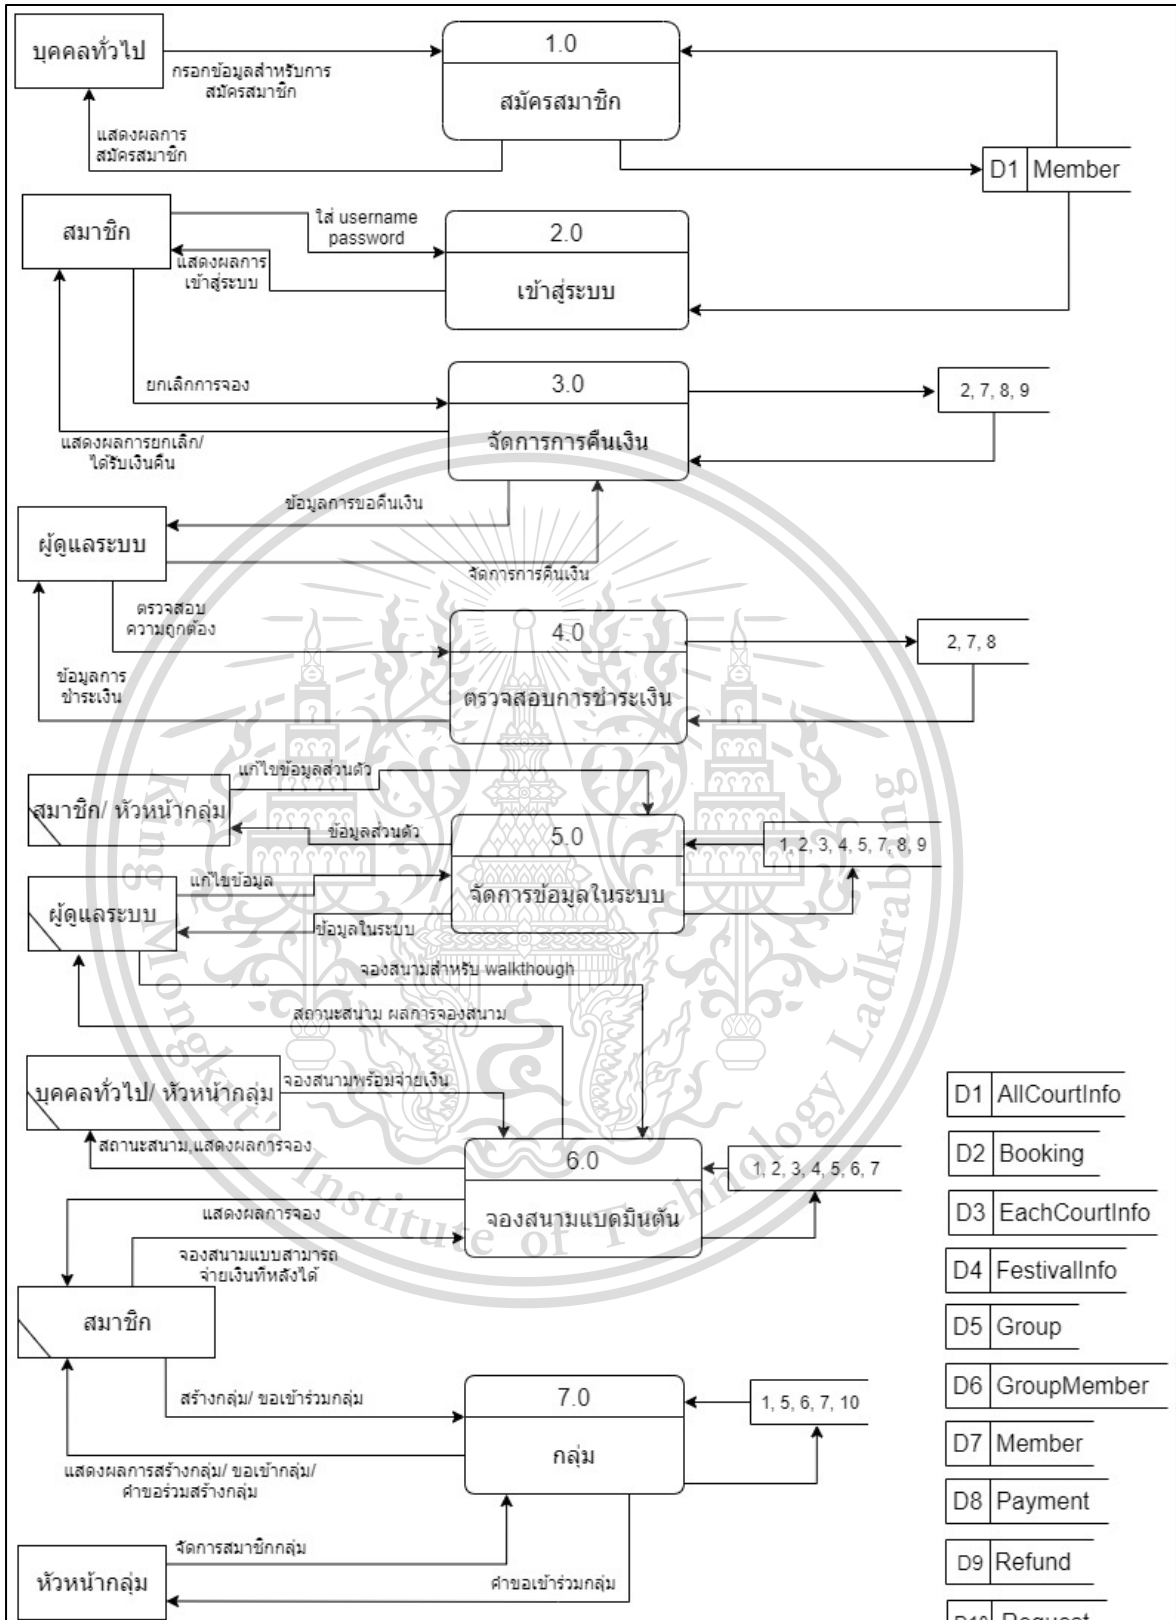 บุคคลทั่วไป
กรอกข้อมูลสำหรับการ
สมัครสมาชิก
แสดงผลการ
สมัครสมาชิก
1.0
สมัครสมาชิก
D1 Member
สมาชิก
ใส่ username
password
แสดงผลการ
เข้าสู่ระบบ
2.0
เข้าสู่ระบบ
ยกเลิกการจอง
แสดงผลการยกเลิก/
ได้รับเงินคืน
3.0
จัดการการคืนเงิน
2, 7, 8, 9
ข้อมูลการขอคืนเงิน
ผู้ดูแลระบบ
จัดการการคืนเงิน
ตรวจสอบ
ความถูกต้อง
ข้อมูลการ
ชำระเงิน
4.0
ตรวจสอบการชำระเงิน
2, 7, 8
แก้ไขข้อมูลส่วนตัว
สมาชิก/ หัวหน้ากลุ่ม
ข้อมูลส่วนตัว
5.0
จัดการข้อมูลในระบบ
1, 2, 3, 4, 5, 7, 8, 9
แก้ไขข้อมูล
ผู้ดูแลระบบ
ข้อมูลในระบบ
จองสนามสำหรับ walkthough
สถานะสนาม ผลการจองสนาม
บุคคลทั่วไป/ หัวหน้ากลุ่ม
จองสนามพร้อมจ่ายเงิน
สถานะสนาม,แสดงผลการจอง
6.0
จองสนามแบดมินตัน
1, 2, 3, 4, 5, 6, 7
แสดงผลการจอง
จองสนามแบบสามารถ
จ่ายเงินทีหลังได้
สมาชิก
สร้างกลุ่ม/ ขอเข้าร่วมกลุ่ม
7.0
กลุ่ม
1, 5, 6, 7, 10
แสดงผลการสร้างกลุ่ม/ ขอเข้ากลุ่ม/
คำขอร่วมสร้างกลุ่ม
จัดการสมาชิกกลุ่ม
หัวหน้ากลุ่ม
คำขอเข้าร่วมกลุ่ม
D1 AllCourtInfo
D2 Booking
D3 EachCourtInfo
D4 FestivalInfo
D5 Group
D6 GroupMember
D7 Member
D8 Payment
D9 Refund
D10 Request
King Mongkut's Institute of Technology Ladkrabang